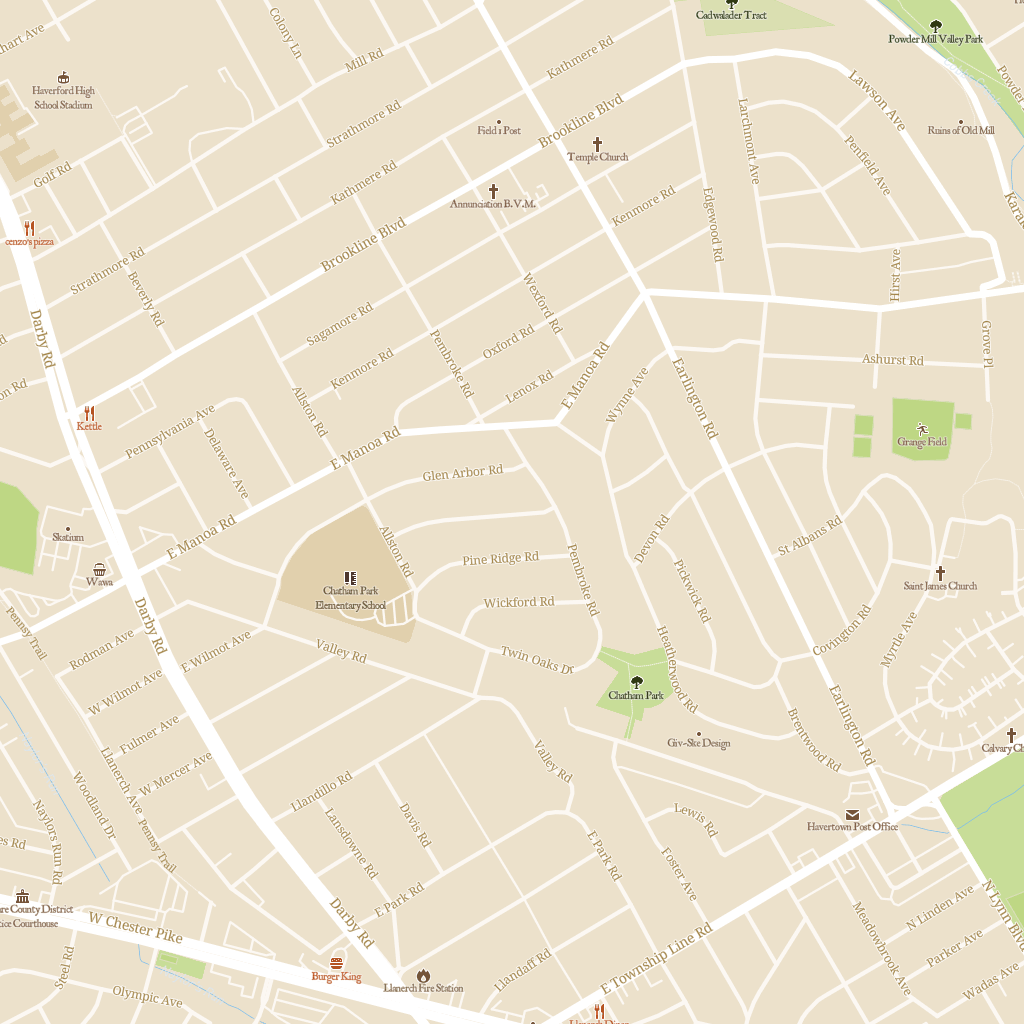 Cadwalader Tract
Colony Ln
Powder Mill Valley Park
Mill Rd
Kathmere Rd
Haverford High
School Stadium
Lawson Ave
Larchmont Ave
Strathmore Rd
Field 1 Post
Brookline Blvd
Ruins of Old Mill
Temple Church
Penfield Ave
Golf Rd
Kathmere Rd
Annunciation B.V.M.
Kenmore Rd
Edgewood Rd
cenzo's pizza
Brookline Blvd
Strathmore Rd
Beverly Rd
Hirst Ave
Wexford Rd
Sagamore Rd
Darby Rd
Oxford Rd
Pembroke Rd
Grove Pl
Ashurst Rd
Kenmore Rd
E Manoa Rd
Lenox Rd
Wynne Ave
Earlington Rd
Allston Rd
Kettle
Pennsylvania Ave
Grange Field
E Manoa Rd
Delaware Ave
Glen Arbor Rd
Skatium
E Manoa Rd
Allston Rd
Devon Rd
St Albans Rd
Pine Ridge Rd
Wawa
Chatham Park
Elementary School
Pembroke Rd
Pickwick Rd
Saint James Church
Wickford Rd
Darby Rd
Pennsy Trail
Rodman Ave
E Wilmot Ave
Valley Rd
Twin Oaks Dr
Covington Rd
Myrtle Ave
Heatherwood Rd
Chatham Park
W Wilmot Ave
Earlington Rd
Fulmer Ave
Giv-Ske Design
Brentwood Rd
Llanerch Ave
W Mercer Ave
Valley Rd
Woodland Dr
Llandillo Rd
Naylors Run Rd
Pennsy Trail
Lansdowne Rd
Davis Rd
Lewis Rd
Havertown Post Office
E Park Rd
Foster Ave
E Park Rd
N Linden Ave
Meadowbrook Ave
W Chester Pike
Darby Rd
E Township Line Rd
Parker Ave
Steel Rd
Burger King
Llanerch Fire Station
Llandaff Rd
Wadas Ave
Olympic Ave